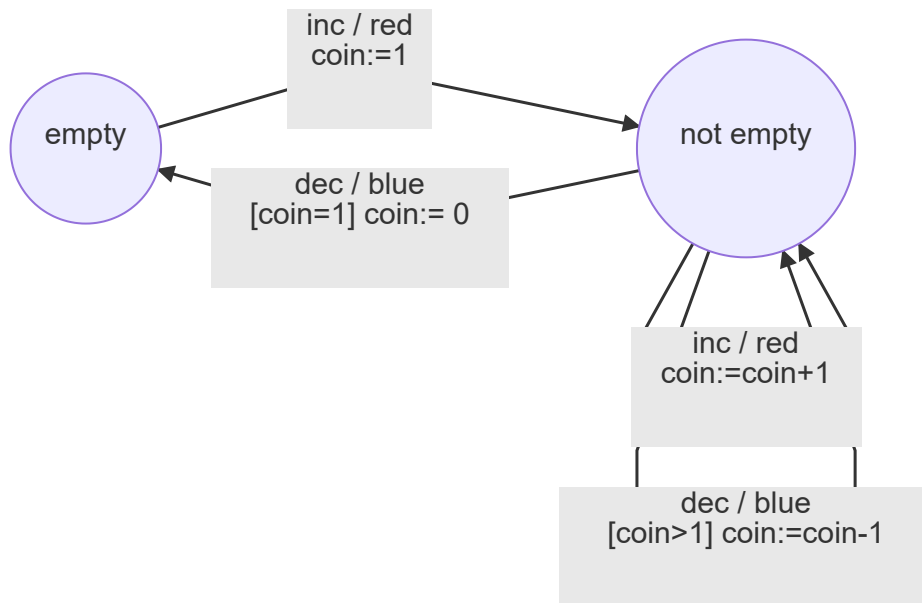 inc / red
coin:=1
empty
not empty
dec / blue
[coin=1] coin:= 0
inc / red
coin:=coin+1
dec / blue
[coin>1] coin:=coin-1